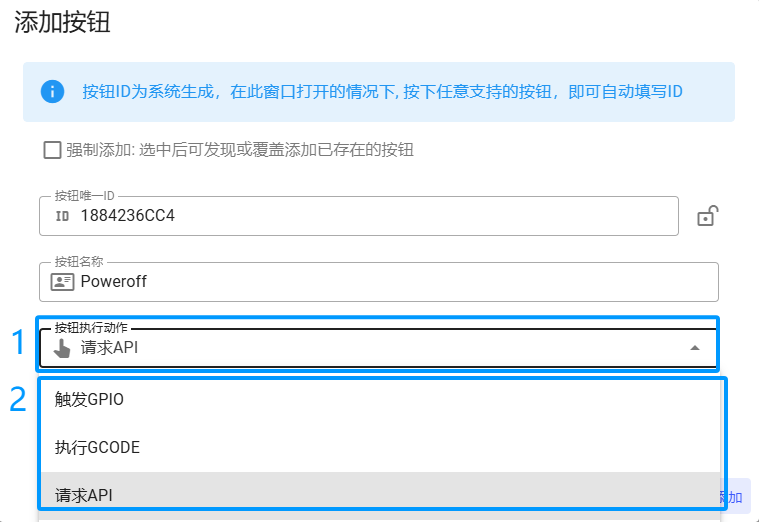 添加按钮
按钮ID为系统生成，在此窗口打开的情况下, 按下任意支持的按钮，即可自动填写ID
强制添加: 选中后可发现或覆盖添加已存在的按钮
按钮唯一ID
ID 1884236CC4
按钮名称
Poweroff
按钮执行动作
1 请求API
2
触发GPIO
执行GCODE
请求API
加